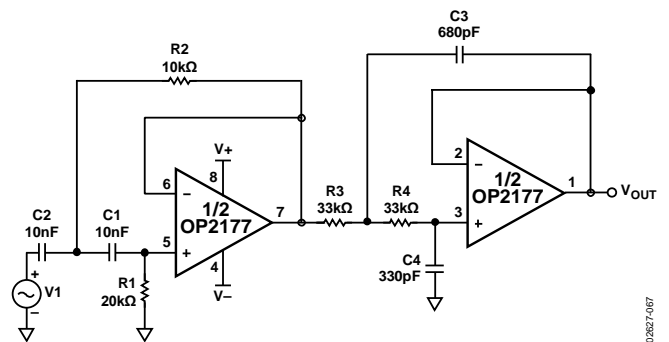 C3
680pF
R2
10kΩ
V+
6
−
8
1/2
OP2177
7
5
+
4
V−
C2
10nF
C1
10nF
+
V1
−
R1
20kΩ
R3
33kΩ
R4
33kΩ
2
−
1/2
OP2177
1
3
+
VOUT
C4
330pF
02627-067